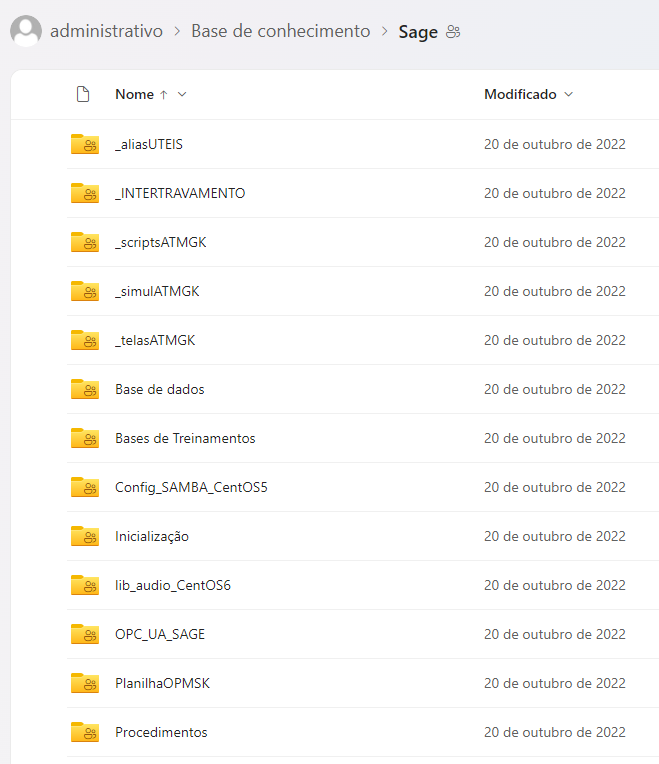 administrativo > Base de conhecimento > Sage
Nome ↑ Modificado
_aliasUTEIS 20 de outubro de 2022
_INTERTRAVAMENTO 20 de outubro de 2022
_scriptsATMGK 20 de outubro de 2022
_simulATMGK 20 de outubro de 2022
_telasATMGK 20 de outubro de 2022
Base de dados 20 de outubro de 2022
Bases de Treinamentos 20 de outubro de 2022
Config_SAMBA_CentOS5 20 de outubro de 2022
Inicialização 20 de outubro de 2022
lib_audio_CentOS6 20 de outubro de 2022
OPC_UA_SAGE 20 de outubro de 2022
PlanilhaOPMSK 20 de outubro de 2022
Procedimentos 20 de outubro de 2022